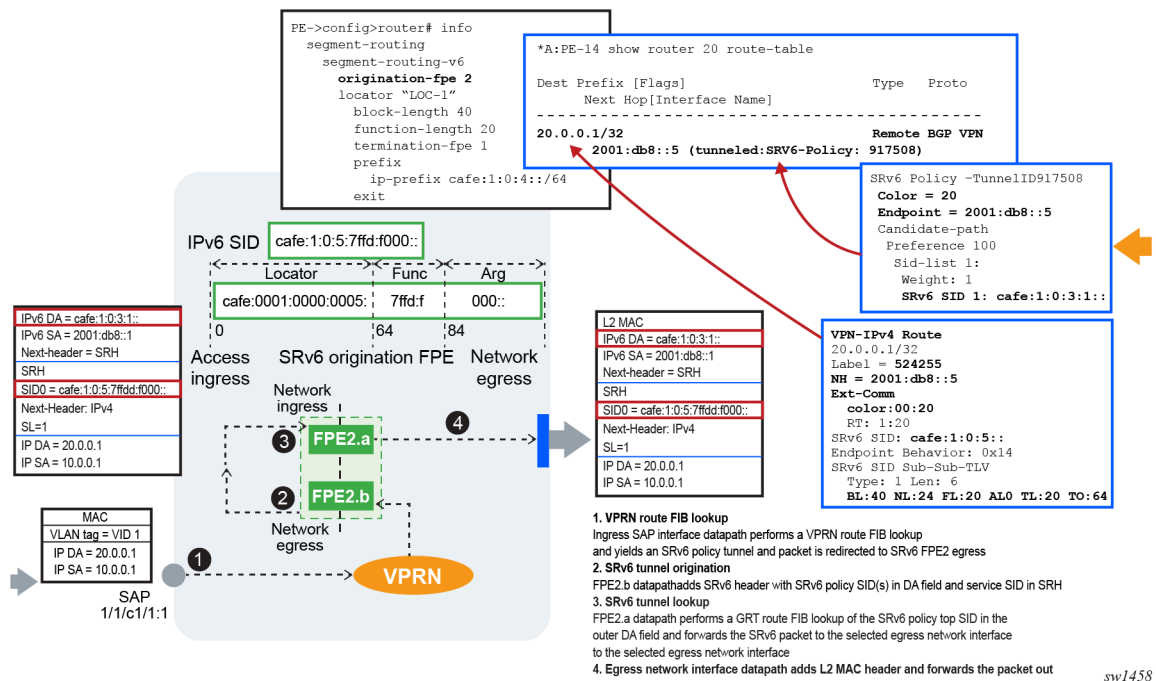 PE->config>router# info
segment-routing
segment-routing-v6
origination-fpe 2
locator “LOC-1”
block-length 40
function-length 20
termination-fpe 1
prefix
ip-prefix cafe:1:0:4::/64
exit
*A:PE-14 show router 20 route-table
Dest Prefix [Flags] Type Proto
Next Hop[Interface Name]
- - - - - - - - - - - - - - - - - - - - - - - - - - - - - - - - - - - - - - - - - - - -
20.0.0.1/32 Remote BGP VPN
2001:db8::5 (tunneled:SRV6-Policy: 917508)
SRv6 Policy -TunnelID917508
Color = 20
Endpoint = 2001:db8::5
Candidate-path
Preference 100
Sid-list 1:
Weight: 1
SRv6 SID 1: cafe:1:0:3:1::
VPN-IPv4 Route
20.0.0.1/32
Label = 524255
NH = 2001:db8::5
Ext-Comm
color:00:20
RT: 1:20
SRv6 SID: cafe:1:0:5::
Endpoint Behavior: 0x14
SRv6 SID Sub-Sub-TLV
Type: 1 Len: 6
BL:40 NL:24 FL:20 AL0 TL:20 TO:64
IPv6 SID cafe:1:0:5:7ffd:f000::
Locator Func Arg
cafe:0001:0000:0005: 7ffd:f 000::
0 64 84
Access ingress
SRv6 origination FPE
Network egress
IPv6 DA = cafe:1:0:3:1::
IPv6 SA = 2001:db8::1
Next-header = SRH
SRH
SID0 = cafe:1:0:5:7ffdd:f000::
Next-Header: IPv4
SL=1
IP DA = 20.0.0.1
IP SA = 10.0.0.1
Network
ingress
3 FPE2.a 4
2 FPE2.b
Network
egress
L2 MAC
IPv6 DA = cafe:1:0:3:1::
IPv6 SA = 2001:db8::1
Next-header = SRH
SRH
SID0 = cafe:1:0:5:7ffdd:f000::
Next-Header: IPv4
SL=1
IP DA = 20.0.0.1
IP SA = 10.0.0.1
MAC
VLAN tag = VID 1
IP DA = 20.0.0.1
IP SA = 10.0.0.1
1
VPRN
SAP
1/1/c1/1:1
1. VPRN route FIB lookup
Ingress SAP interface datapath performs a VPRN route FIB lookup
and yields an SRv6 policy tunnel and packet is redirected to SRv6 FPE2 egress
2. SRv6 tunnel origination
FPE2.b datapathadds SRv6 header with SRv6 policy SID(s) in DA field and service SID in SRH
3. SRv6 tunnel lookup
FPE2.a datapath performs a GRT route FIB lookup of the SRv6 policy top SID in the
outer DA field and forwards the SRv6 packet to the selected egress network interface
to the selected egress network interface
4. Egress network interface datapath adds L2 MAC header and forwards the packet out
sw1458